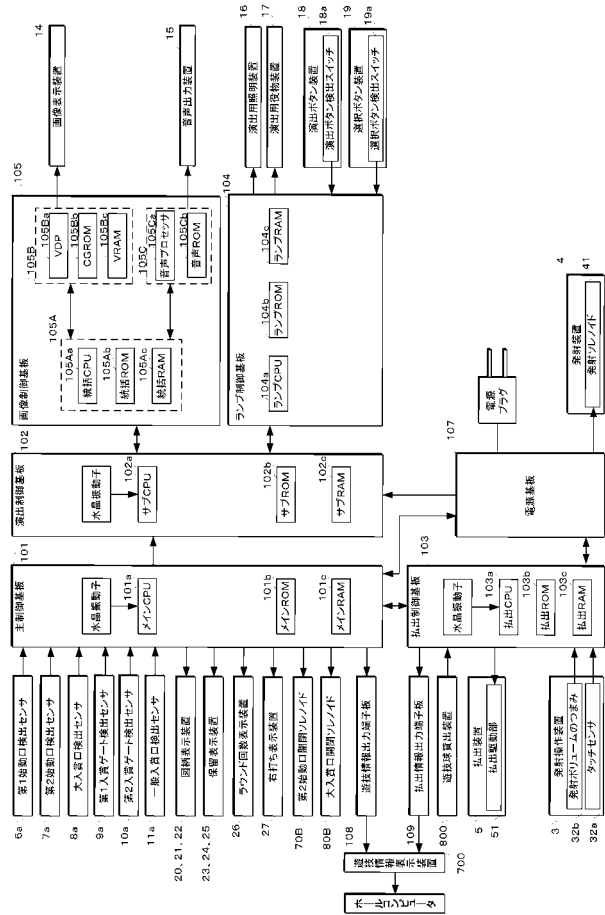 6a
第1始動口検出センサ
7a
第2始動口検出センサ
8a
大入賞口検出センサ
9a
第1入賞ゲート検出センサ
10a
第2入賞ゲート検出センサ
11a
一般入賞口検出センサ
20,21,22
図柄表示装置
23,24,25
保留表示装置
26
ラウンド回数表示装置
27
右打ち表示装置
70B
第2始動口開閉ソレノイド
80B
大入賞口開閉ソレノイド
108
遊技情報出力端子板
109
払出情報出力端子板
800
遊技球貸出装置
5
払出装置
51
払出駆動部
3
発射操作装置
32b
発射ボリュームのつまみ
32a
タッチセンサ
700
遊技情報表示装置
ホールコンピュータ
101
主制御基板
水晶振動子
101a
メインCPU
101b
メインROM
101c
メインRAM
103
払出制御基板
水晶振動子
103a
払出CPU
103b
払出ROM
103c
払出RAM
102
演出制御基板
水晶振動子
102a
サブCPU
102b
サブROM
102c
サブRAM
107
電源基板
電源
プラグ
4
発射装置
41
発射ソレノイド
105
画像制御基板
105A
105Aa
統括CPU
105Ab
統括ROM
105Ac
統括RAM
105B
105Ba
VDP
105Bb
CGROM
105Bc
VRAM
105C
105Ca
音声プロセッサ
105Cb
音声ROM
104
ランプ制御基板
104a
ランプCPU
104b
ランプROM
104c
ランプRAM
14
画像表示装置
15
音声出力装置
16
演出用照明装置
17
演出用役物装置
18
演出ボタン装置
18a
演出ボタン検出スイッチ
19
選択ボタン装置
19a
選択ボタン検出スイッチ